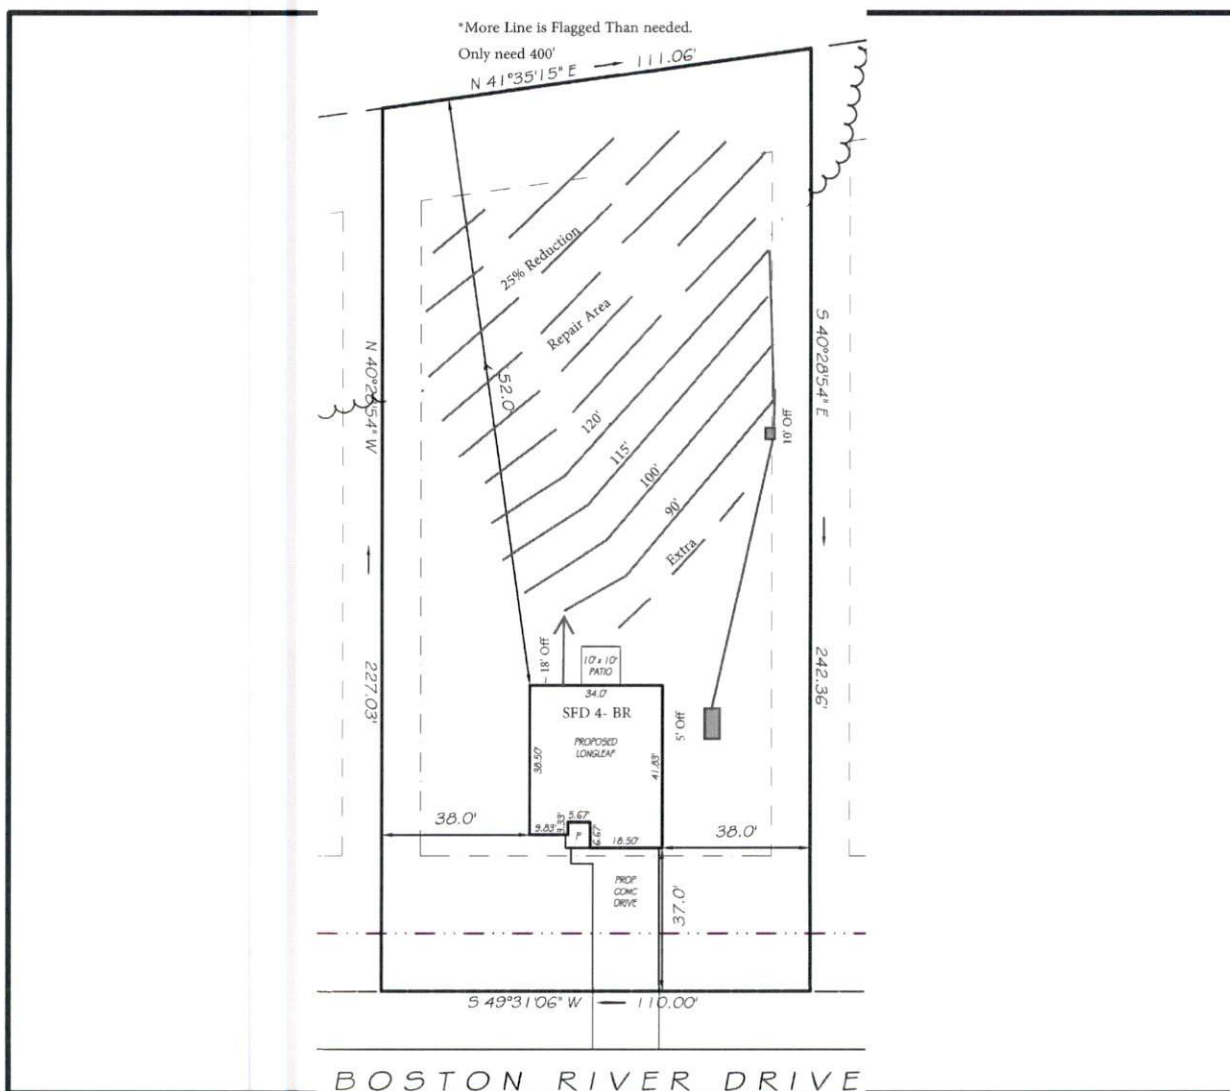 *More Line is Flagged Than needed.
Only need 400'
N 41°35'15" E
111.06'
25% Reduction
Repair Area
S 40°28'54" E
N 40°28'54" W
52.0'
120'
115'
100'
90'
Extra
10' Off
~ 18' Off
10' x 10'
PATIO
34.0'
SFD 4- BR
PROPOSED
LONGLEAF
38.50'
41.83'
5' Off
227.03'
242.36'
38.0'
9.83'
5.67'
P
6.67'
18.50'
38.0'
PROP
CONC
DRIVE
37.0'
S 49°31'06" W
110.00'
BOSTON RIVER DRIVE